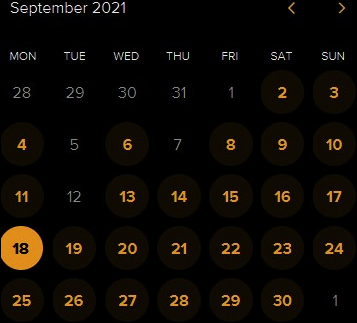 September 2021
MON TUE WED THU FRI SAT SUN
28 29 30 31 1 2 3
4 5 6 7 8 9 10
11 12 13 14 15 16 17
18 19 20 21 22 23 24
25 26 27 28 29 30 1